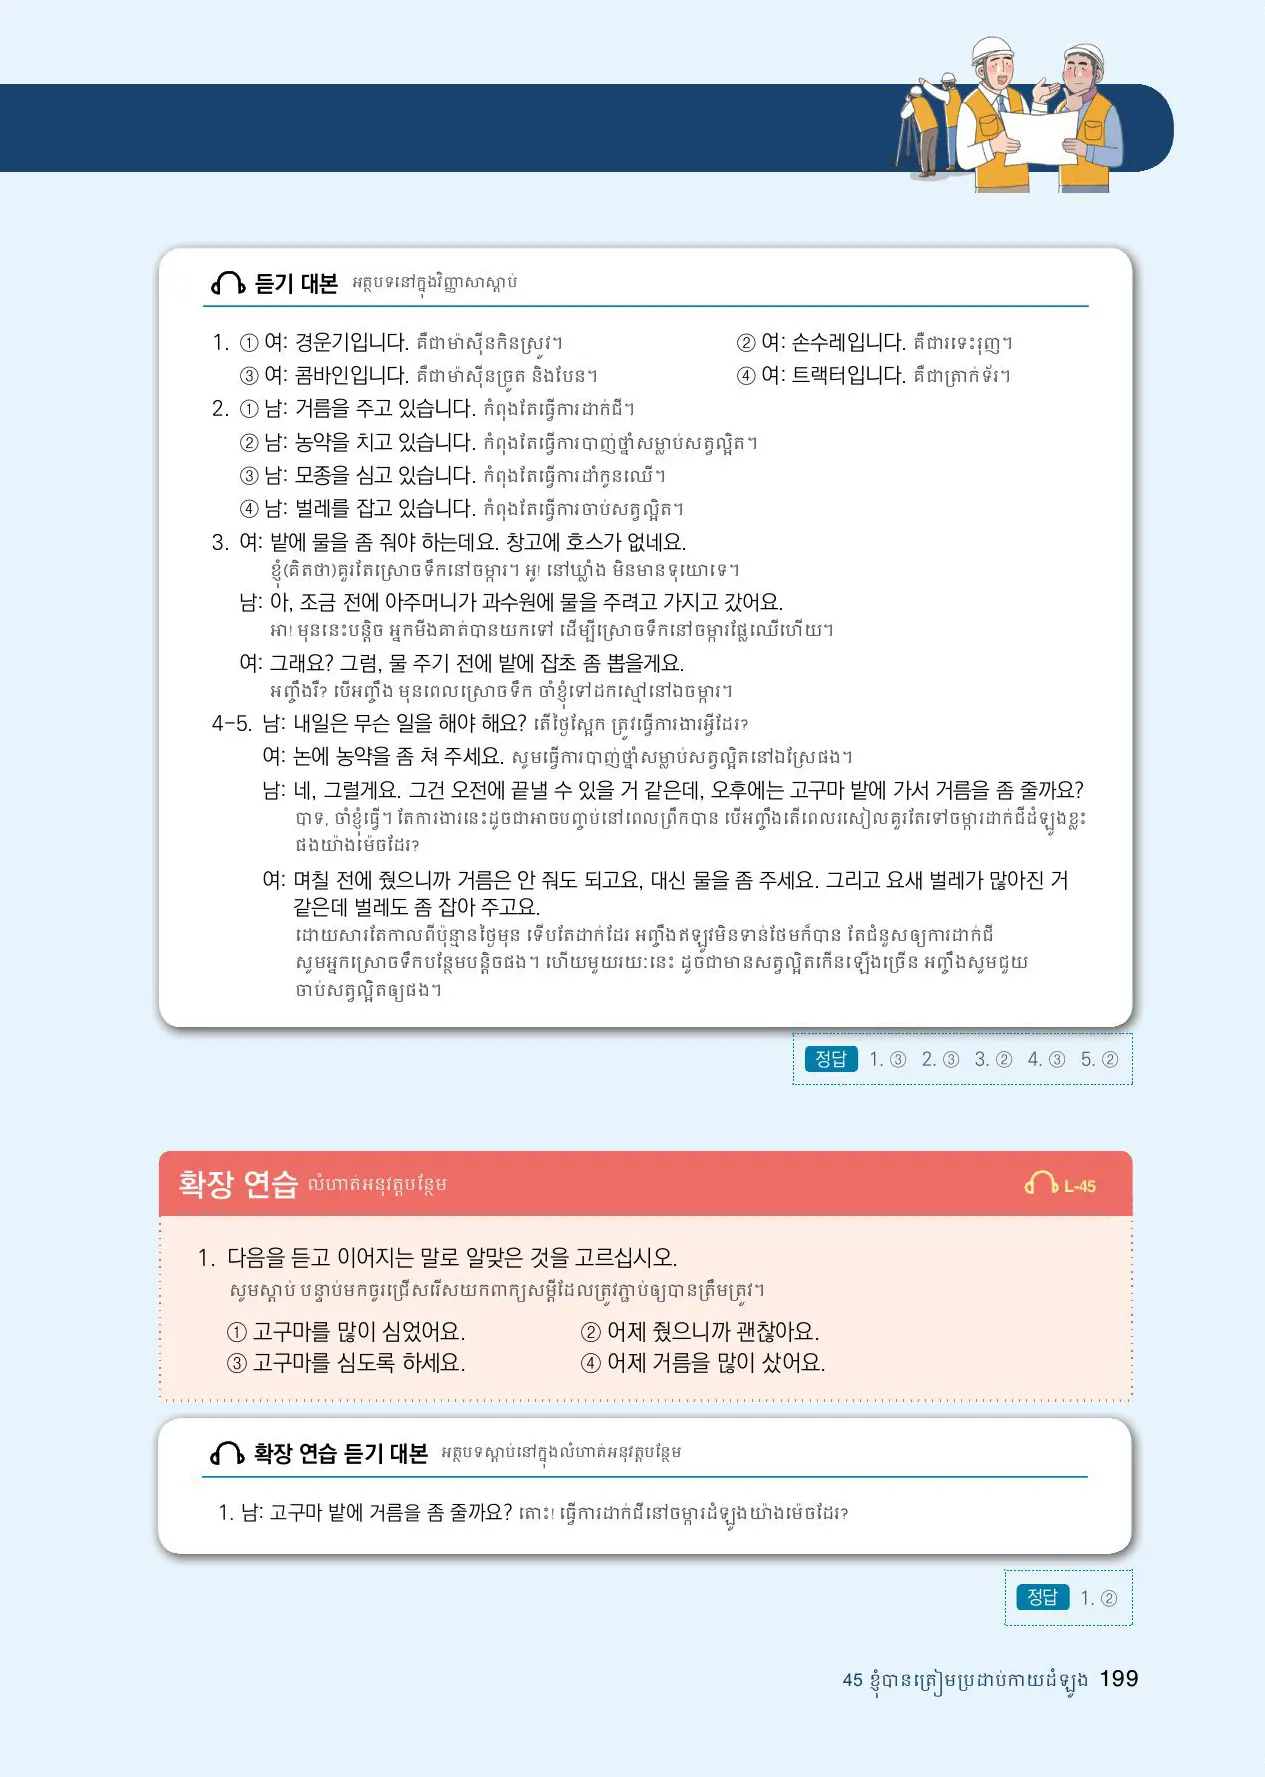 듣기 대본 អត្ថបទនៅក្នុងវិញ្ញាសាស្តាប់
1. ① 여: 경운기입니다. គឺជាម៉ាស៊ីនកិនស្រូវ។ ② 여: 손수레입니다. គឺជារទេះរុញ។
③ 여: 콤바인입니다. គឺជាម៉ាស៊ីនច្រូត និងបែន។ ④ 여: 트랙터입니다. គឺជាត្រាក់ទ័រ។
2. ① 남: 거름을 주고 있습니다. កំពុងតែធ្វើការដាក់ជី។
② 남: 농약을 치고 있습니다. កំពុងតែធ្វើការបាញ់ថ្នាំសម្លាប់សត្វល្អិត។
③ 남: 모종을 심고 있습니다. កំពុងតែធ្វើការដាំកូនឈើ។
④ 남: 벌레를 잡고 있습니다. កំពុងតែធ្វើការចាប់សត្វល្អិត។
3. 여: 밭에 물을 좀 줘야 하는데요. 창고에 호스가 없네요.
ខ្ញុំ(គិតថា)គួរតែស្រោចទឹកនៅចម្ការ។ អូ! នៅឃ្លាំង មិនមានទុយោទេ។
남: 아, 조금 전에 아주머니가 과수원에 물을 주려고 가지고 갔어요.
អា! មុននេះបន្តិច អ្នកមីងគាត់បានយកទៅ ដើម្បីស្រោចទឹកនៅចម្ការផ្លែឈើហើយ។
여: 그래요? 그럼, 물 주기 전에 밭에 잡초 좀 뽑을게요.
អញ្ចឹងរឺ? បើអញ្ចឹង មុនពេលស្រោចទឹក ចាំខ្ញុំទៅដកស្មៅនៅឯចម្ការ។
4-5. 남: 내일은 무슨 일을 해야 해요? តើថ្ងៃស្អែក ត្រូវធ្វើការងារអ្វីដែរ?
여: 논에 농약을 좀 쳐 주세요. សូមធ្វើការបាញ់ថ្នាំសម្លាប់សត្វល្អិតនៅឯស្រែផង។
남: 네, 그럴게요. 그건 오전에 끝낼 수 있을 거 같은데, 오후에는 고구마 밭에 가서 거름을 좀 줄까요?
បាទ, ចាំខ្ញុំធ្វើ។ តែការងារនេះដូចជាអាចបញ្ចប់នៅពេលព្រឹកបាន បើអញ្ចឹងតើពេលរសៀលគួរតែទៅចម្ការដាក់ជីដំឡូងខ្លះ
ផងយ៉ាងម៉េចដែរ?
여: 며칠 전에 줬으니까 거름은 안 줘도 되고요, 대신 물을 좀 주세요. 그리고 요새 벌레가 많아진 거
같은데 벌레도 좀 잡아 주고요.
ដោយសារតែកាលពីប៉ុន្មានថ្ងៃមុន ទើបតែដាក់ដែរ អញ្ចឹងឥឡូវមិនទាន់ថែមក៏បាន តែជំនួសឲ្យការដាក់ជី
សូមអ្នកស្រោចទឹកបន្ថែមបន្តិចផង។ ហើយមួយរយៈនេះ ដូចជាមានសត្វល្អិតកើនឡើងច្រើន អញ្ចឹងសូមជួយ
ចាប់សត្វល្អិតឲ្យផង។
정답 1. ③ 2. ③ 3. ② 4. ③ 5. ②
확장 연습 លំហាត់អនុវត្តបន្ថែម L-45
1. 다음을 듣고 이어지는 말로 알맞은 것을 고르십시오.
សូមស្តាប់ បន្ទាប់មកចូរជ្រើសរើសយកពាក្យសម្តីដែលត្រូវភ្ជាប់ឲ្យបានត្រឹមត្រូវ។
① 고구마를 많이 심었어요. ② 어제 줬으니까 괜찮아요.
③ 고구마를 심도록 하세요. ④ 어제 거름을 많이 샀어요.
확장 연습 듣기 대본 អត្ថបទស្តាប់នៅក្នុងលំហាត់អនុវត្តបន្ថែម
1. 남: 고구마 밭에 거름을 좀 줄까요? តោះ! ធ្វើការដាក់ជីនៅចម្ការដំឡូងយ៉ាងម៉េចដែរ?
정답 1. ②
45 ខ្ញុំបានត្រៀមប្រដាប់កាយដំឡូង 199